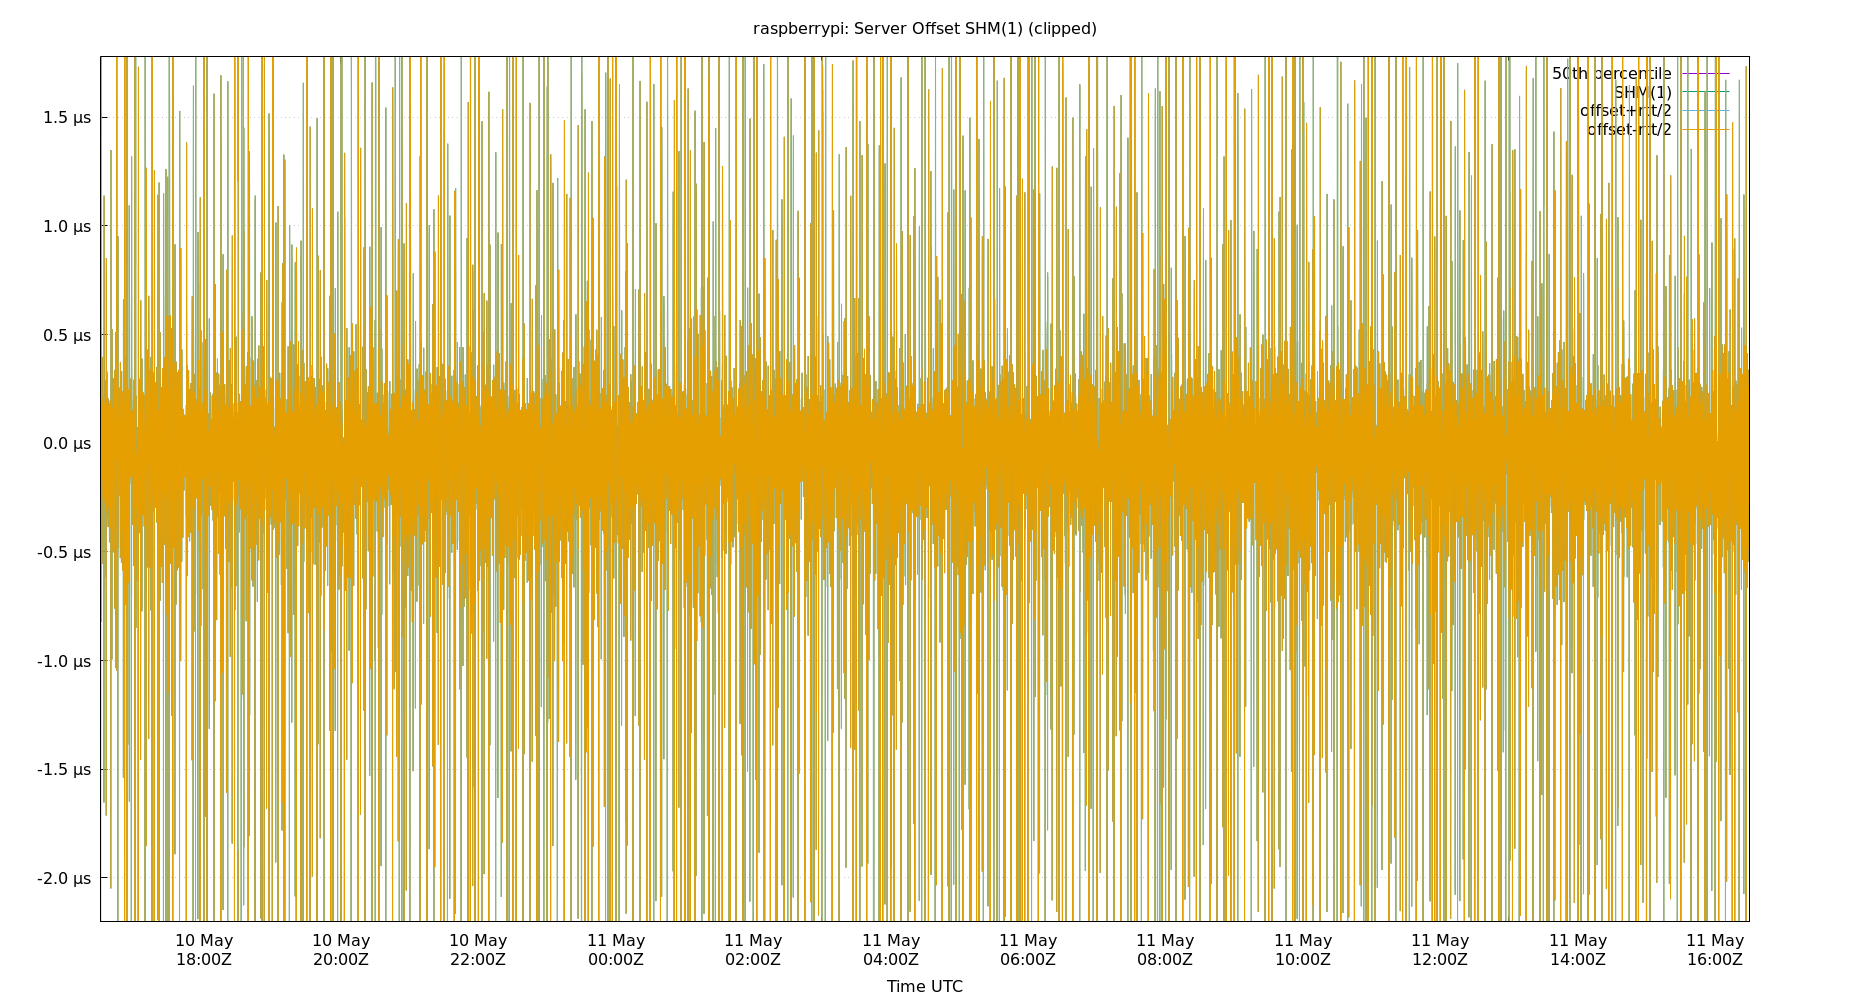 raspberrypi: Server Offset SHM(1) (clipped)
50th percentile
SHM(1)
offset+rtt/2
offset-rtt/2
1.5 µs
1.0 µs
0.5 µs
0.0 µs
-0.5 µs
-1.0 µs
-1.5 µs
-2.0 µs
10 May 10 May 10 May 11 May 11 May 11 May 11 May 11 May 11 May 11 May 11 May 11 May
18:00Z 20:00Z 22:00Z 00:00Z 02:00Z 04:00Z 06:00Z 08:00Z 10:00Z 12:00Z 14:00Z 16:00Z
Time UTC